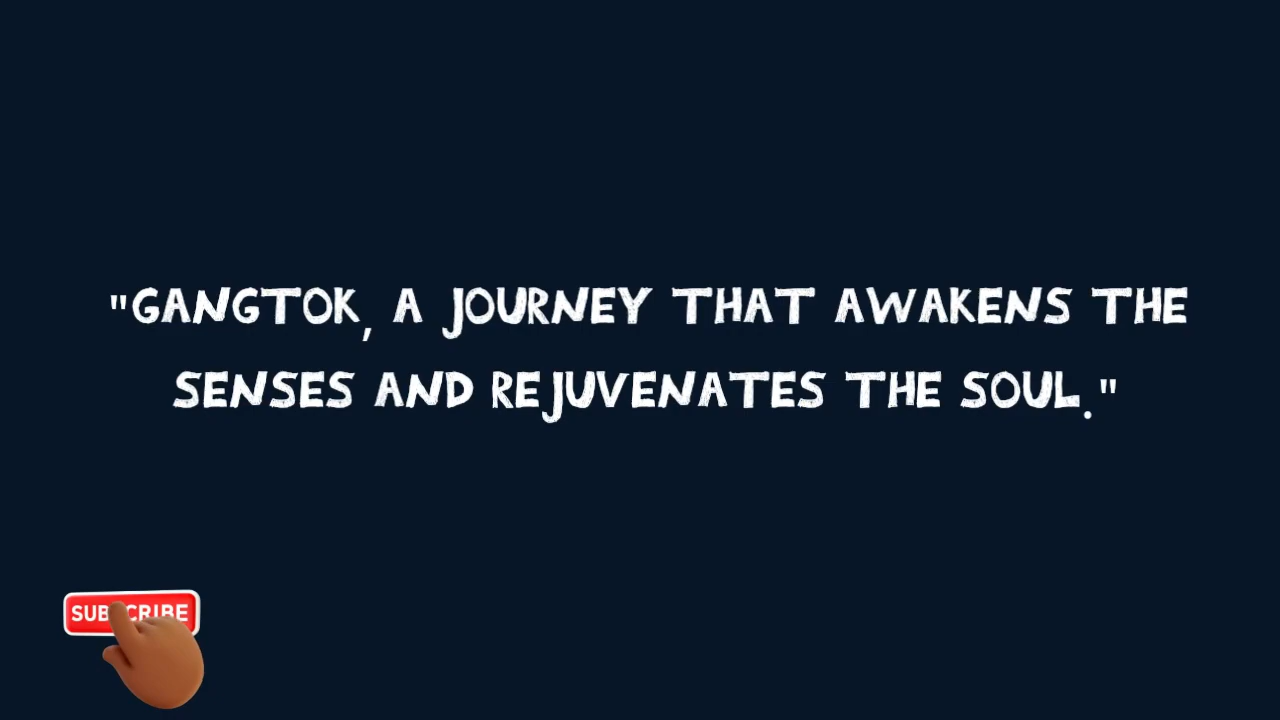 "GANGTOK, A JOURNEY THAT AWAKENS THE
SENSES AND REJUVENATES THE SOUL."
SUBSCRIBE